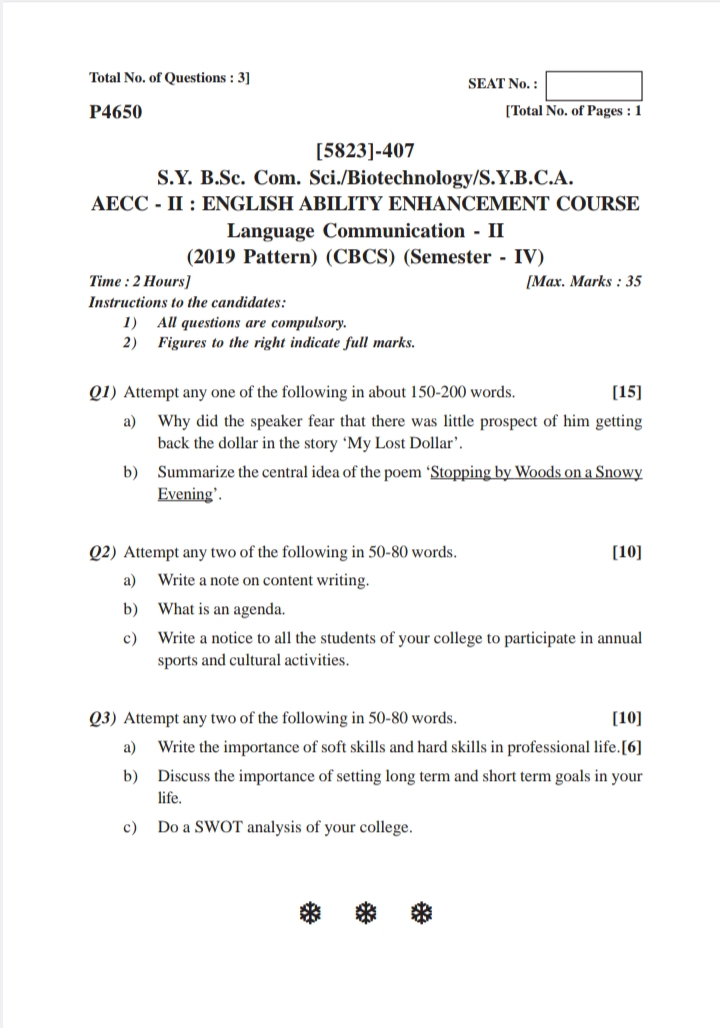 Total No. of Questions : 3]
SEAT No. :
P4650
[Total No. of Pages : 1
[5823]-407
S.Y. B.Sc. Com. Sci./Biotechnology/S.Y.B.C.A.
AECC - II : ENGLISH ABILITY ENHANCEMENT COURSE
Language Communication - II
(2019 Pattern) (CBCS) (Semester - IV)
Time : 2 Hours] [Max. Marks : 35
Instructions to the candidates:
1) All questions are compulsory.
2) Figures to the right indicate full marks.
Q1) Attempt any one of the following in about 150-200 words. [15]
a) Why did the speaker fear that there was little prospect of him getting
back the dollar in the story ‘My Lost Dollar’.
b) Summarize the central idea of the poem ‘Stopping by Woods on a Snowy
Evening’.
Q2) Attempt any two of the following in 50-80 words. [10]
a) Write a note on content writing.
b) What is an agenda.
c) Write a notice to all the students of your college to participate in annual
sports and cultural activities.
Q3) Attempt any two of the following in 50-80 words. [10]
a) Write the importance of soft skills and hard skills in professional life.[6]
b) Discuss the importance of setting long term and short term goals in your
life.
c) Do a SWOT analysis of your college.